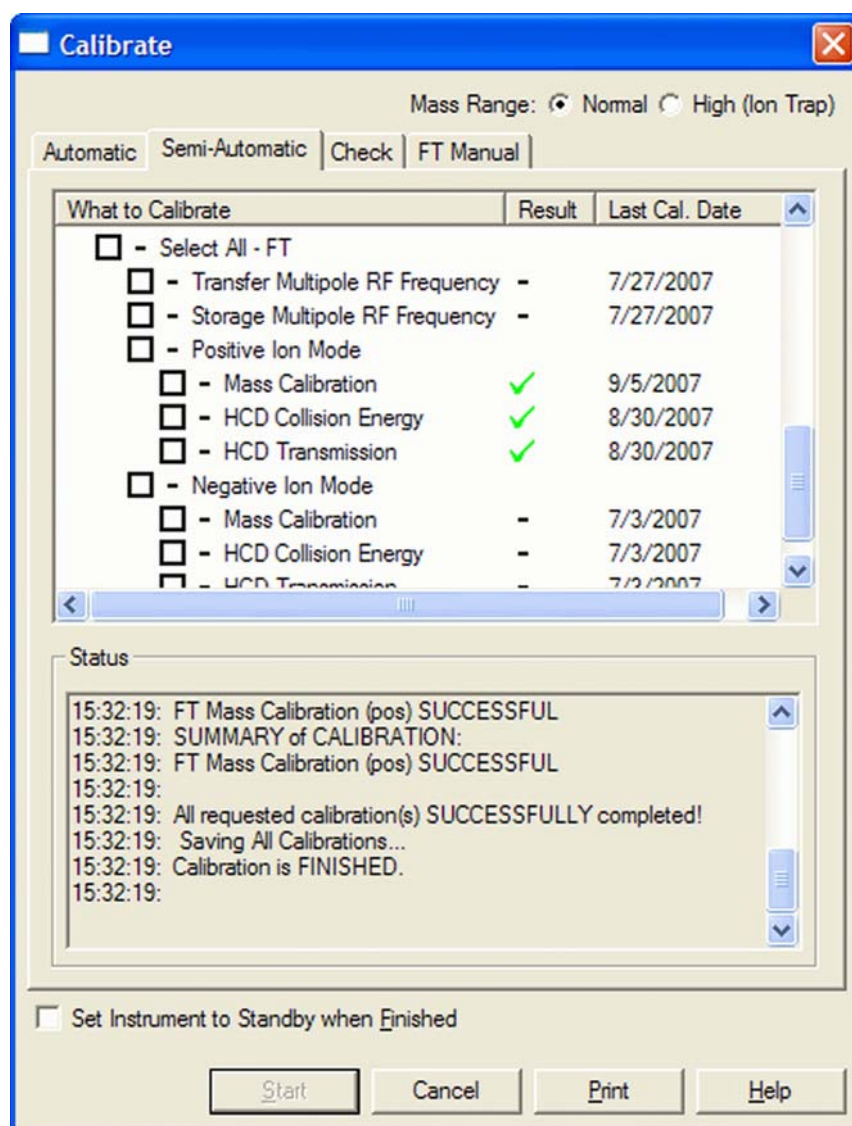 Calibrate
Mass Range: Normal High (Ion Trap)
Automatic Semi-Automatic Check FT Manual
What to Calibrate Result Last Cal. Date
- Select All - FT
- Transfer Multipole RF Frequency - 7/27/2007
- Storage Multipole RF Frequency - 7/27/2007
- Positive Ion Mode
- Mass Calibration ✓ 9/5/2007
- HCD Collision Energy ✓ 8/30/2007
- HCD Transmission ✓ 8/30/2007
- Negative Ion Mode
- Mass Calibration - 7/3/2007
- HCD Collision Energy - 7/3/2007
- HCD Transmission - 7/3/2007
Status
15:32:19: FT Mass Calibration (pos) SUCCESSFUL
15:32:19: SUMMARY of CALIBRATION:
15:32:19: FT Mass Calibration (pos) SUCCESSFUL
15:32:19:
15:32:19: All requested calibration(s) SUCCESSFULLY completed!
15:32:19: Saving All Calibrations...
15:32:19: Calibration is FINISHED.
15:32:19:
Set Instrument to Standby when Finished
Start Cancel Print Help